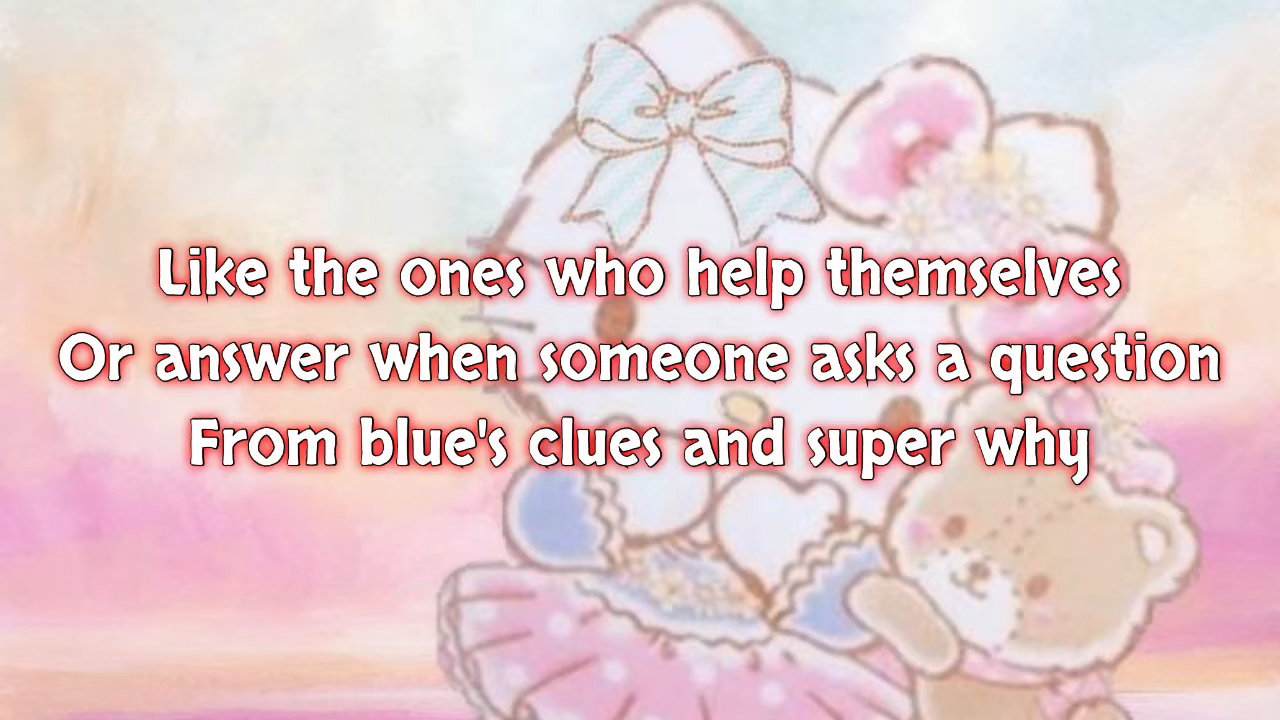 Like the ones who help themselves
Or answer when someone asks a question
From blue's clues and super why